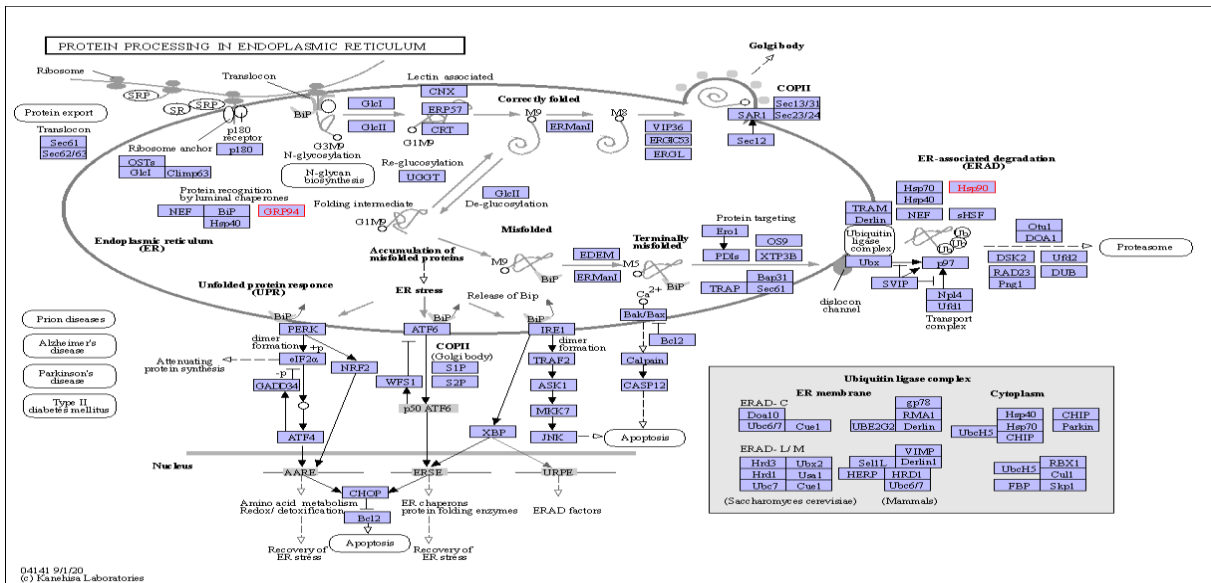 PROTEIN PROCESSING IN ENDOPLASMIC RETICULUM
Golgi body
Ribosome
Translocon
Lectin associated
SRP
SR
SRP
CNX
Correctly folded
COPII
Protein export
BiP
GlcI
ERP57
M9
M8
Sec13/31
SAR1
Sec23/24
Translocon
p180
receptor
GlcII
CRT
ERManI
VIP36
Sec61
Sec62/63
Ribosome anchor
p180
G3M9
G1M9
ERGIC53
Sec12
N-glycosylation
Re-glucosylation
ERGL
OSTs
GlcI
Climp63
N-glycan
biosynthesis
UGGT
ER-associated degradation
(ERAD)
Protein recognition
by luminal chaperones
GlcII
De-glucosylation
Hsp70
Hsp90
Hsp40
NEF
BiP
GRP94
Hsp40
Folding intermediate
G1M9
TRAM
Derlin
NEF
sHSF
Protein targeting
Endoplasmic reticulum
(ER)
Misfolded
Terminally
misfolded
Ero1
OS9
Ubiquitin
ligase
complex
Ub
Ub
Ub
Otu1
DOA1
Proteasome
Accumulation of
misfolded proteins
EDEM
PDIs
XTP3B
M9
BiP
M5
BiP
Ubx
p97
DSK2
Ufd2
ERManI
Bap31
TRAP
Sec61
RAD23
DUB
Png1
Unfolded protein responce
(UPR)
ER stress
Release of Bip
Ca2+
SVIP
dislocon
channel
Npl4
Ufd1
Transport
complex
BiP
BiP
BiP
Bak/Bax
Prion diseases
PERK
ATF6
IRE1
Bcl2
Alzheimer's
disease
dimer
formation
+p
COPII
(Golgi body)
dimer
formation
Attenuating
protein synthesis
eIF2α
NRF2
S1P
TRAF2
Calpain
Parkinson's
disease
-p
GADD34
WFS1
S2P
ASK1
CASP12
Type II
diabetes mellitus
p50 ATF6
MKK7
ATF4
XBP
JNK
Apoptosis
Nucleus
AARE
ERSE
URPE
Amino acid metabolism
Redox/ detoxification
CHOP
ER chaperons
protein folding enzymes
ERAD factors
Bcl2
Recovery of
ER stress
Apoptosis
Recovery of
ER stress
Ubiquitin ligase complex
ER membrane
Cytoplasm
ERAD- C
Doa10
Ubc6/7
Cue1
gp78
RMA1
UBE2G2
Derlin
Hsp40
Hsp70
UbcH5
CHIP
CHIP
Parkin
ERAD- L/ M
Hrd3
Ubx2
Hrd1
Usa1
Ubc7
Cue1
VIMP
Sel1L
Derlin1
HERP
HRD1
Ubc6/7
UbcH5
RBX1
Cul1
FBP
Skp1
(Saccharomyces cerevisiae)
(Mammals)
04141 9/1/20
(c) Kanehisa Laboratories